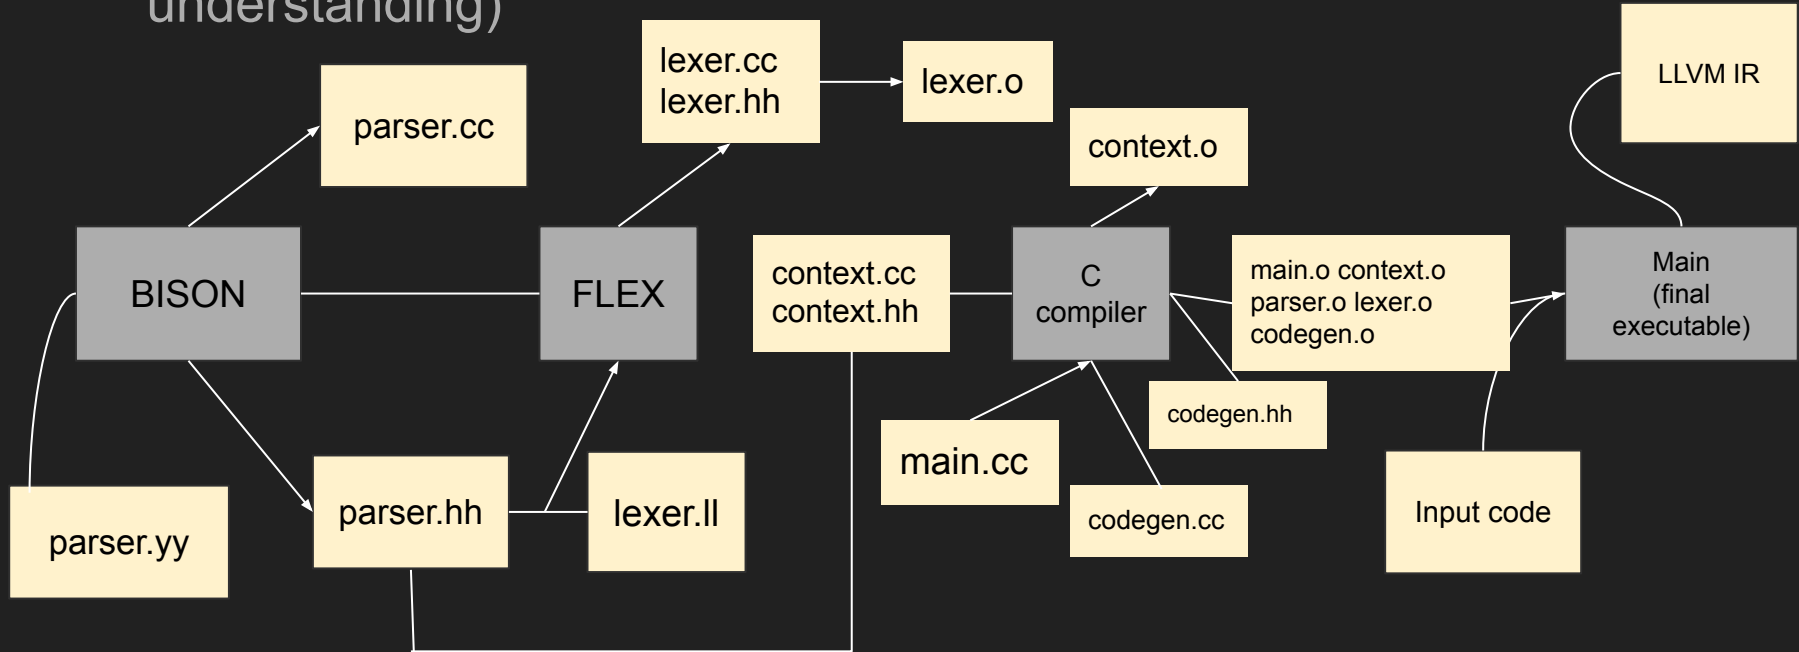 understanding)
lexer.cc
lexer.hh
lexer.o
LLVM IR
parser.cc
context.o
BISON
FLEX
context.cc
context.hh
C
compiler
main.o context.o
parser.o lexer.o
codegen.o
Main
(final
executable)
codegen.hh
main.cc
parser.hh
lexer.ll
codegen.cc
Input code
parser.yy